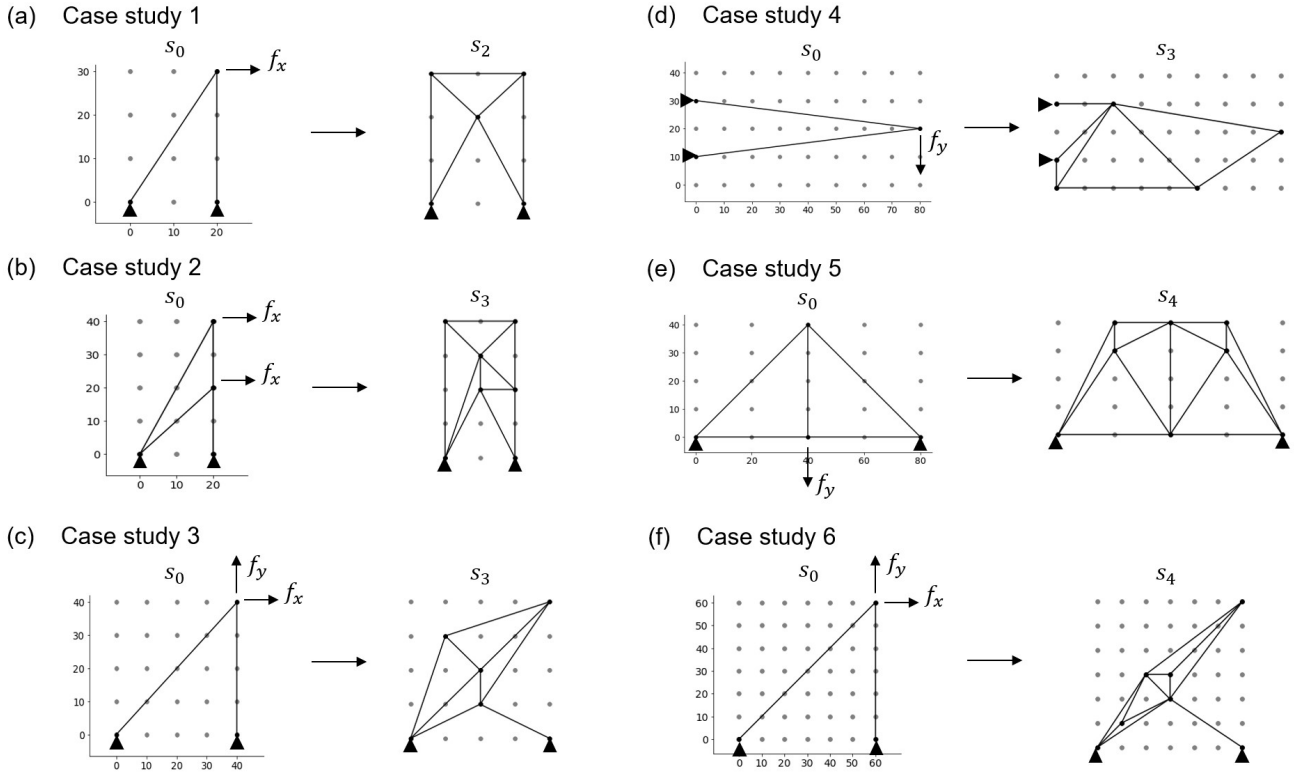 (a) Case study 1
s₀
s₂
fₓ
30
20
10
0
0 10 20
(b) Case study 2
s₀
s₃
fₓ
fₓ
40
30
20
10
0
0 10 20
(c) Case study 3
s₀
s₃
f_y
fₓ
40
30
20
10
0
0 10 20 30 40
(d) Case study 4
s₀
s₃
40
30
20
10
0
f_y
0 10 20 30 40 50 60 70 80
(e) Case study 5
s₀
s₄
40
30
20
10
0
0 20 40 60 80
f_y
(f) Case study 6
s₀
s₄
f_y
fₓ
60
50
40
30
20
10
0
0 10 20 30 40 50 60